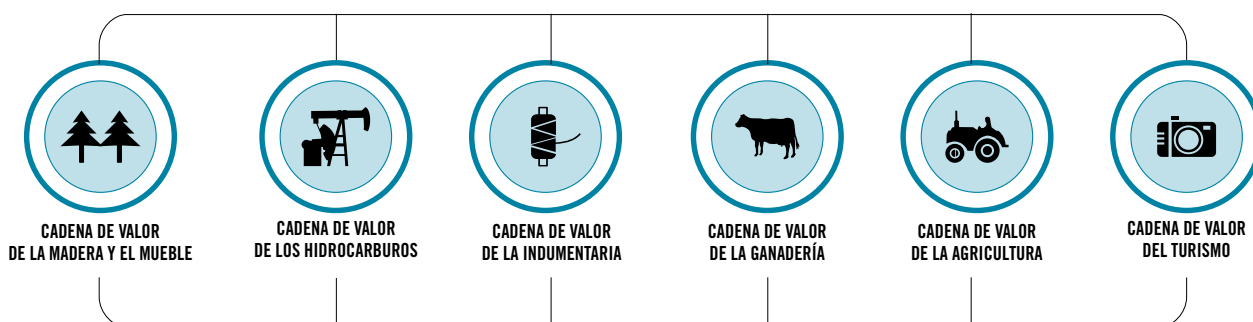 CADENA DE VALOR
DE LA MADERA Y EL MUEBLE
CADENA DE VALOR
DE LOS HIDROCARBUROS
CADENA DE VALOR
DE LA INDUMENTARIA
CADENA DE VALOR
DE LA GANADERÍA
CADENA DE VALOR
DE LA AGRICULTURA
CADENA DE VALOR
DEL TURISMO